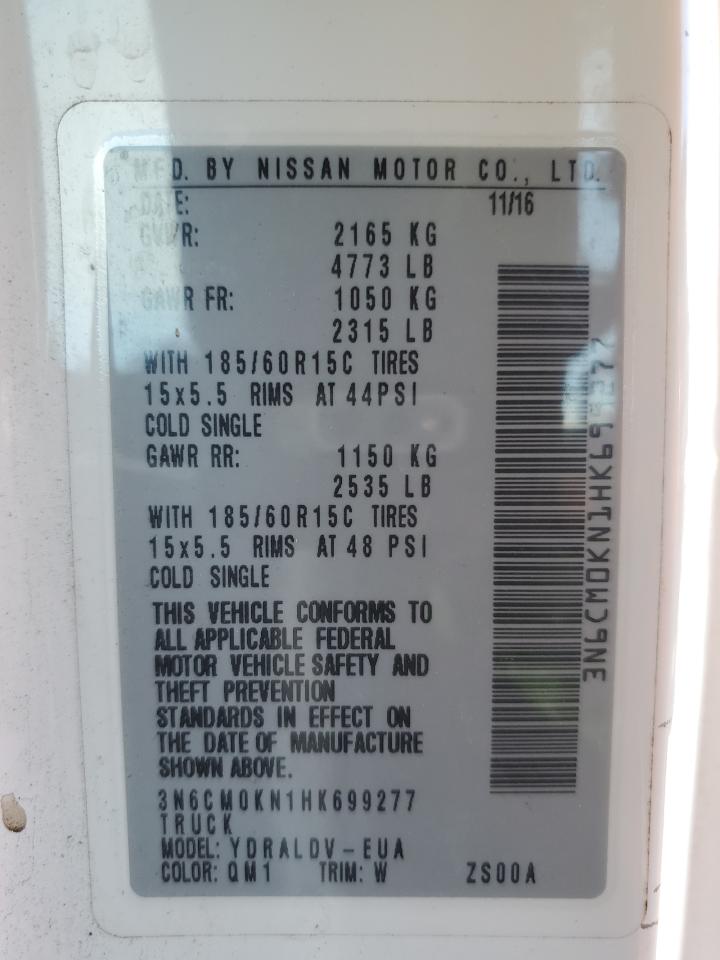 MFD. BY NISSAN MOTOR CO., LTD.
DATE: 11/16
GVWR: 2165 KG
4773 LB
GAWR FR: 1050 KG
2315 LB
WITH 185/60R15C TIRES
15x5.5 RIMS AT 44PSI
COLD SINGLE
GAWR RR: 1150 KG
2535 LB
WITH 185/60R15C TIRES
15x5.5 RIMS AT 48 PSI
COLD SINGLE
THIS VEHICLE CONFORMS TO
ALL APPLICABLE FEDERAL
MOTOR VEHICLE SAFETY AND
THEFT PREVENTION
STANDARDS IN EFFECT ON
THE DATE OF MANUFACTURE
SHOWN ABOVE.
3N6CM0KN1HK699277
TRUCK
MODEL: YDRALDV-EUA
COLOR: QM1 TRIM: W ZS00A
3N6CM0KN1HK699277